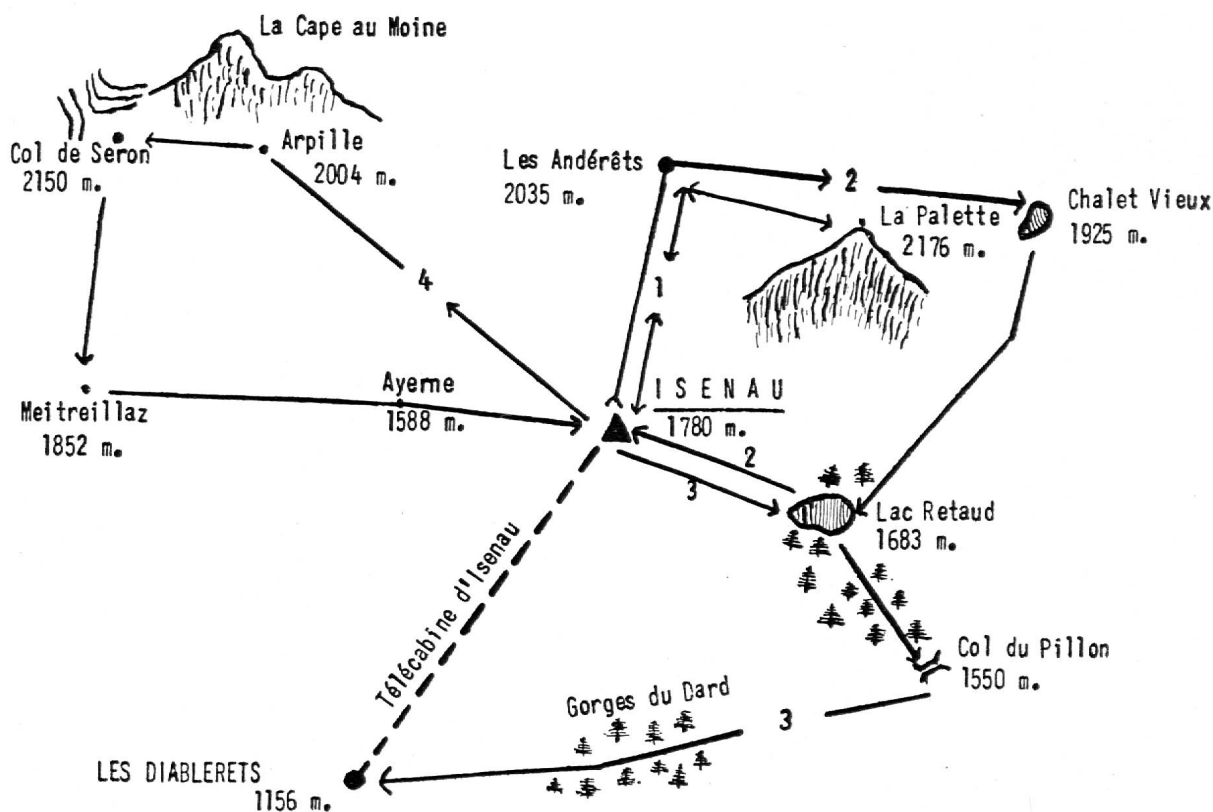 La Cape au Moine
Col de Seron
2150 m.
Arpille
2004 m.
Les Andérêts
2035 m.
2
La Palette
2176 m.
Chalet Vieux
1925 m.
1
4
Meitreillaz
1852 m.
Ayerne
1588 m.
ISENAU
1780 m.
2
3
Lac Retaud
1683 m.
Télécabine d'Isenau
Col du Pillon
1550 m.
Gorges du Dard
3
LES DIABLERETS
1156 m.